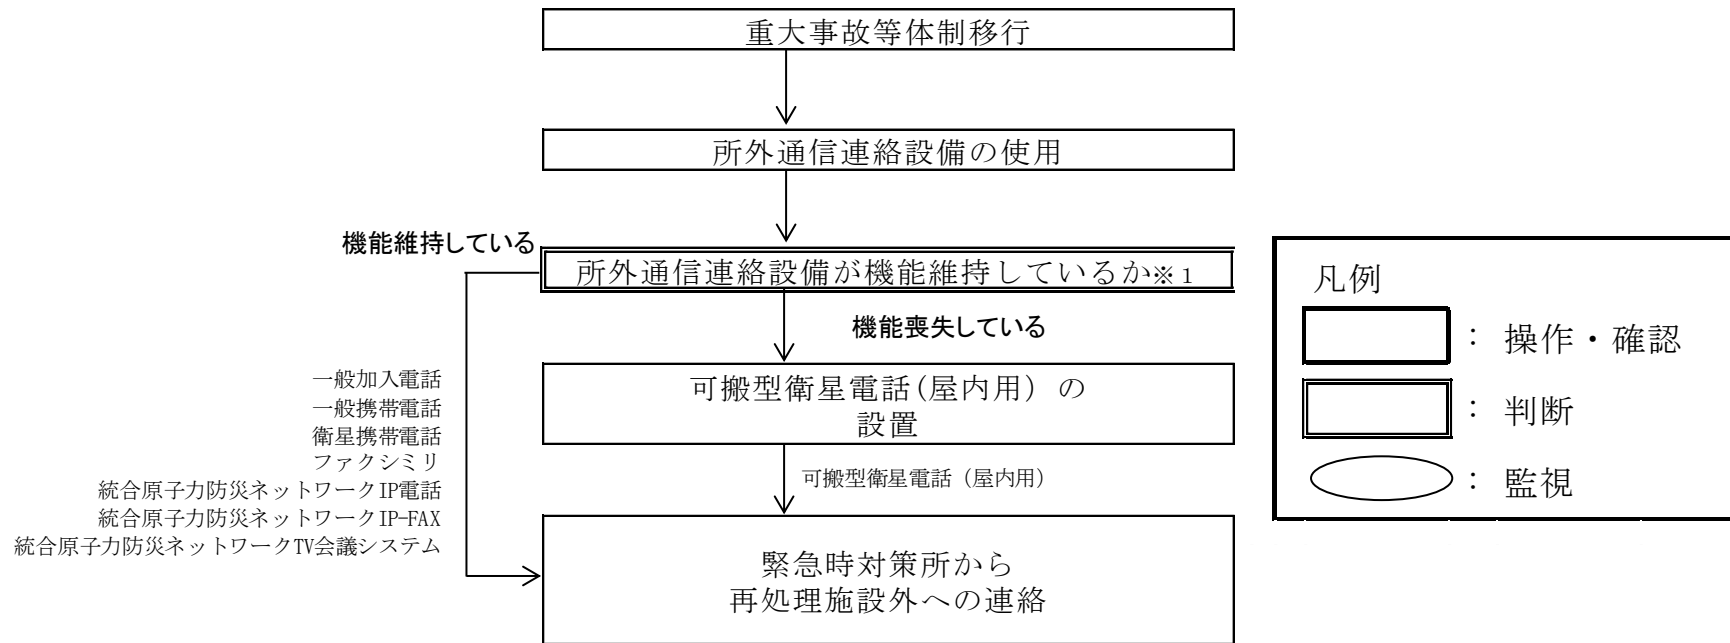 重大事故等体制移行
所外通信連絡設備の使用
機能維持している
所外通信連絡設備が機能維持しているか※1
機能喪失している
可搬型衛星電話(屋内用) の
設置
一般加入電話
一般携帯電話
衛星携帯電話
ファクシミリ
統合原子力防災ネットワークIP電話
統合原子力防災ネットワークIP-FAX
統合原子力防災ネットワークTV会議システム
可搬型衛星電話（屋内用）
緊急時対策所から
再処理施設外への連絡
凡例
： 操作・確認
： 判断
： 監視